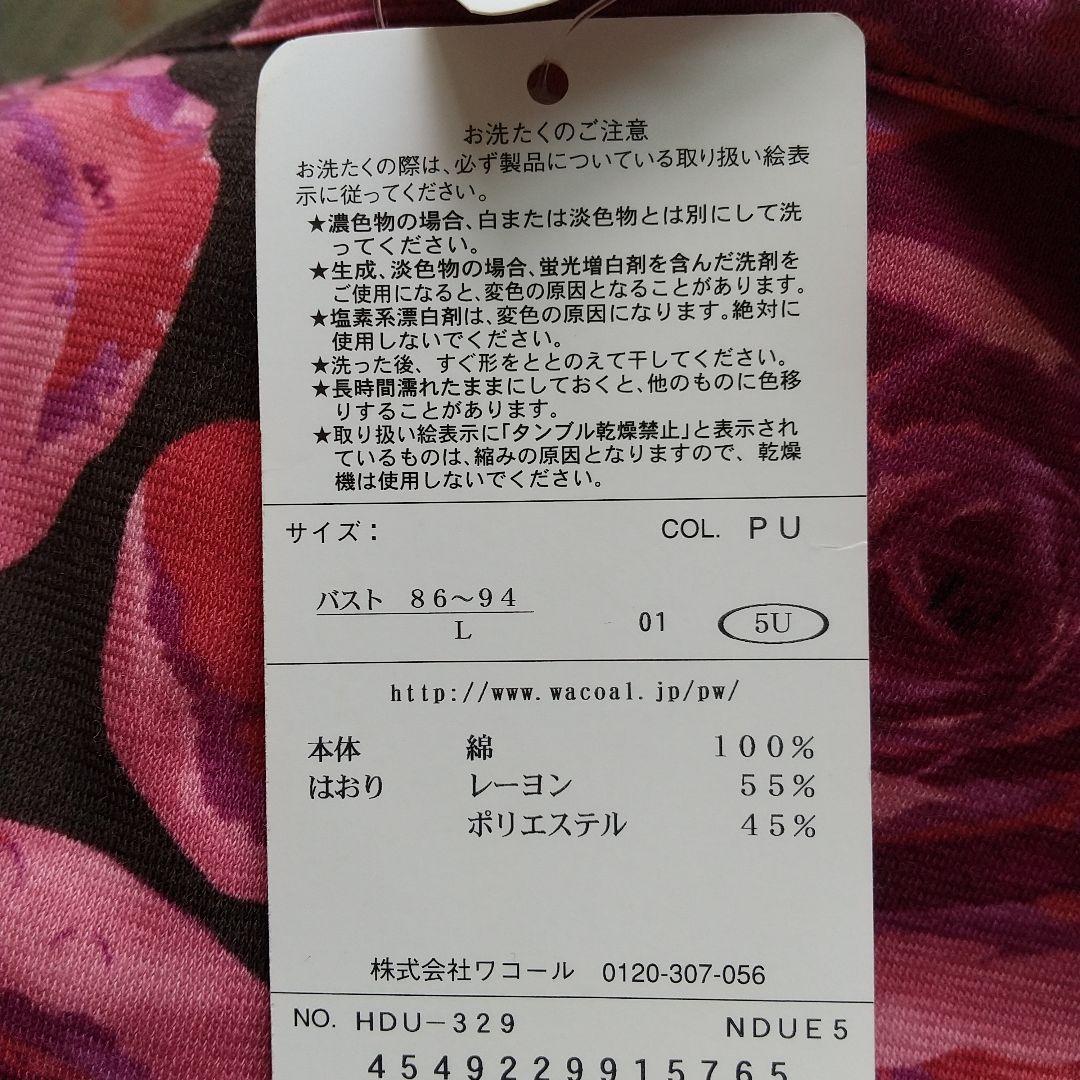 お洗たくのご注意
お洗たくの際は、必ず製品についている取り扱い絵表
示に従ってください。
★濃色物の場合、白または淡色物とは別にして洗
ってください。
★生成、淡色物の場合、蛍光増白剤を含んだ洗剤を
ご使用になると、変色の原因となることがあります。
★塩素系漂白剤は、変色の原因になります。絶対に
使用しないでください。
★洗った後、すぐ形をととのえて干してください。
★長時間濡れたままにしておくと、他のものに色移
りすることがあります。
★取り扱い絵表示に「タンブル乾燥禁止」と表示され
ているものは、縮みの原因となりますので、乾燥
機は使用しないでください。
サイズ： COL. PU
バスト 86〜94
L 01 5U
http://www.wacoal.jp/pw/
本体 綿 100%
はおり レーヨン 55%
ポリエステル 45%
株式会社ワコール 0120-307-056
NO. HDU-329 NDUE5
4549229915765